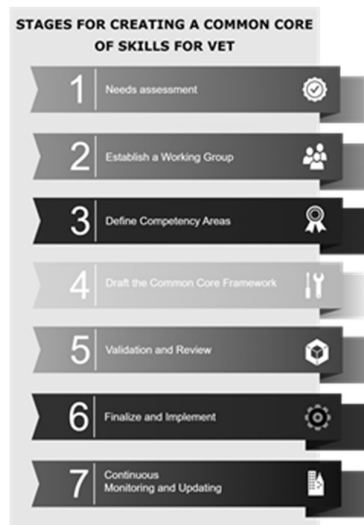 STAGES FOR CREATING A COMMON CORE
OF SKILLS FOR VET
1 Needs assessment
2 Establish a Working Group
3 Define Competency Areas
4 Draft the Common Core Framework
5 Validation and Review
6 Finalize and Implement
7 Continuous
Monitoring and Updating